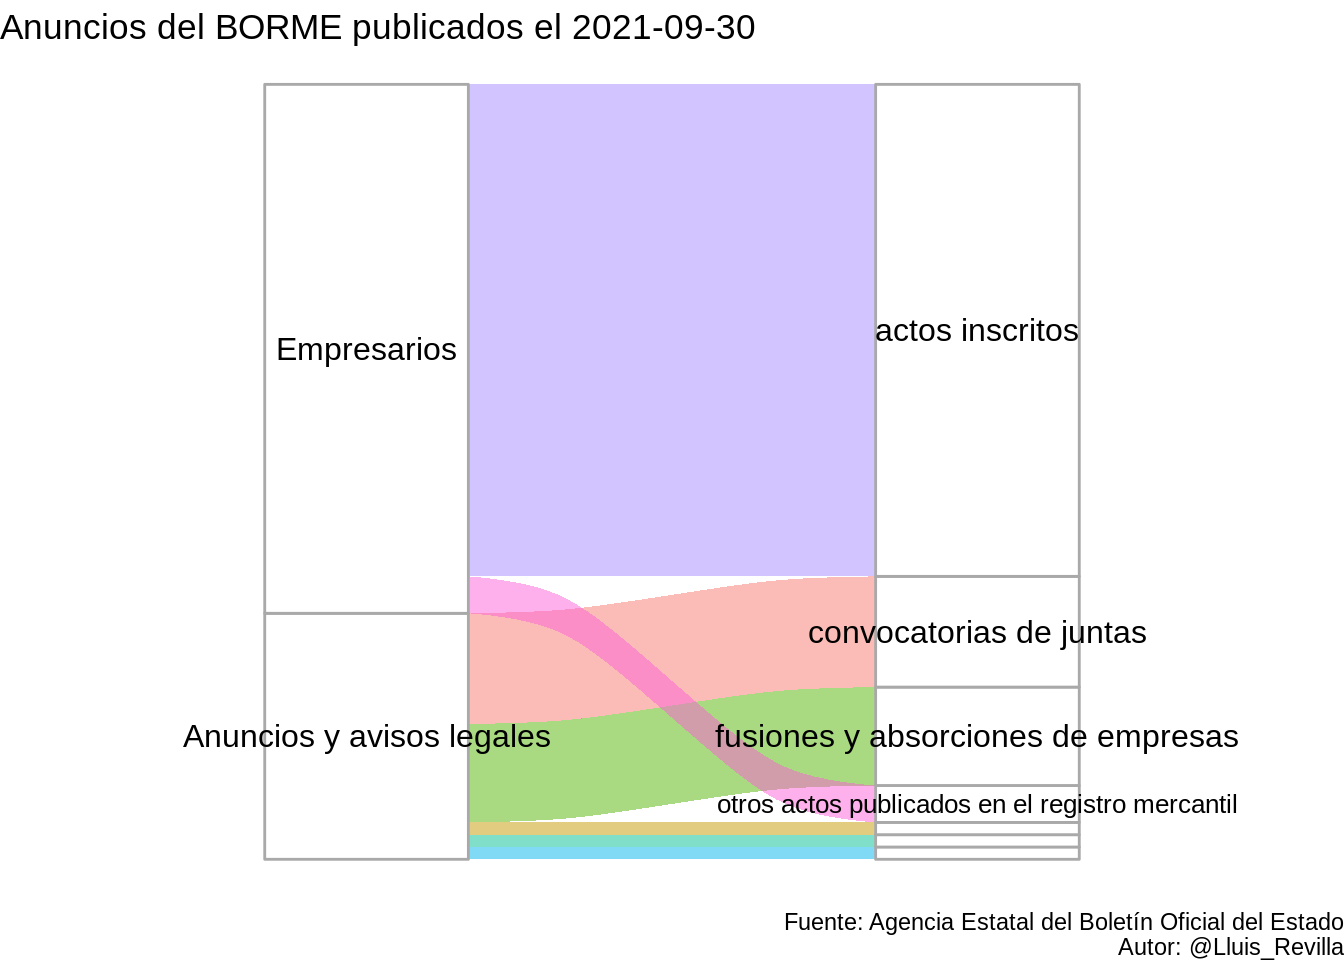 Anuncios del BORME publicados el 2021-09-30
Empresarios
actos inscritos
convocatorias de juntas
Anuncios y avisos legales
fusiones y absorciones de empresas
otros actos publicados en el registro mercantil
Fuente: Agencia Estatal del Boletín Oficial del Estado
Autor: @Lluis_Revilla